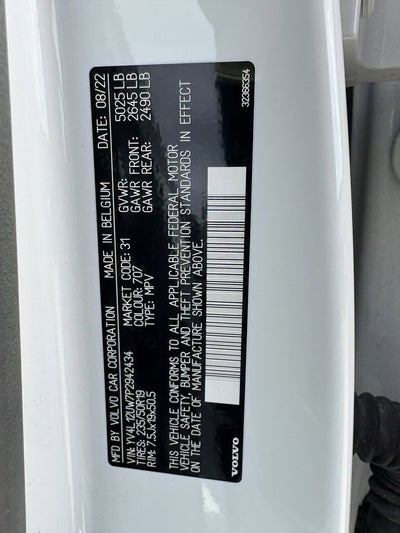 MFD BY VOLVO CAR CORPORATION MADE IN BELGIUM DATE: 08/22
VIN: YV4L12UW7P2942434 MARKET CODE: 31 GVWR: 5025 LB
TIRES: 235/55R19 COLOUR: 707 GAWR FRONT: 2645 LB
RIM: 7.5Jx19x50.5 TYPE: MPV GAWR REAR: 2490 LB
THIS VEHICLE CONFORMS TO ALL APPLICABLE FEDERAL MOTOR
VEHICLE SAFETY, BUMPER AND THEFT PREVENTION STANDARDS IN EFFECT
ON THE DATE OF MANUFACTURE SHOWN ABOVE.
VOLVO 32366354